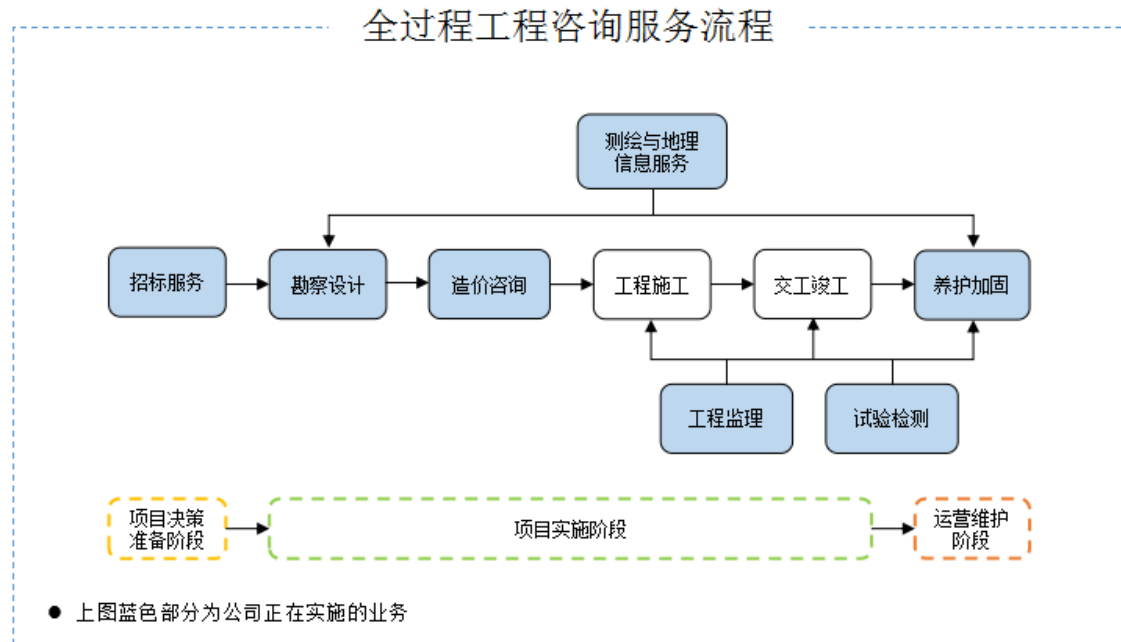 全过程工程咨询服务流程
测绘与地理
信息服务
招标服务
勘察设计
造价咨询
工程施工
交工竣工
养护加固
工程监理
试验检测
项目决策
准备阶段
项目实施阶段
运营维护
阶段
● 上图蓝色部分为公司正在实施的业务